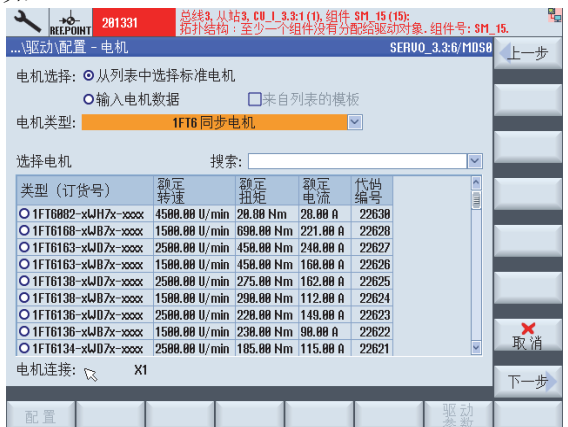 REF.POINT
201331
总线3, 从站3, CU_I_3.3:1 (1), 组件 SM_15 (15):
拓扑结构：至少一个组件没有分配给驱动对象. 组件号: SM_15.
...\驱动\配置 - 电机 SERVO_3.3:6/MDS0
上一步
电机选择: 从列表中选择标准电机
输入电机数据 来自列表的模板
电机类型: 1FT6 同步电机
选择电机 搜索:
类型（订货号） 额定转速 额定扭矩 额定电流 代码编号
1FT6082-xWH7x-xxxx 4500.00 U/min 20.00 Nm 28.00 A 22630
1FT6168-xWB7x-xxxx 1500.00 U/min 690.00 Nm 221.00 A 22628
1FT6163-xWD7x-xxxx 2500.00 U/min 450.00 Nm 240.00 A 22627
1FT6163-xWB7x-xxxx 1500.00 U/min 450.00 Nm 160.00 A 22626
1FT6138-xWD7x-xxxx 2500.00 U/min 275.00 Nm 162.00 A 22625
1FT6138-xWB7x-xxxx 1500.00 U/min 290.00 Nm 112.00 A 22624
1FT6136-xWD7x-xxxx 2500.00 U/min 220.00 Nm 149.00 A 22623
1FT6136-xWB7x-xxxx 1500.00 U/min 230.00 Nm 90.00 A 22622
1FT6134-xWD7x-xxxx 2500.00 U/min 185.00 Nm 115.00 A 22621
取消
电机连接: X1
下一步
配置
驱动
参数